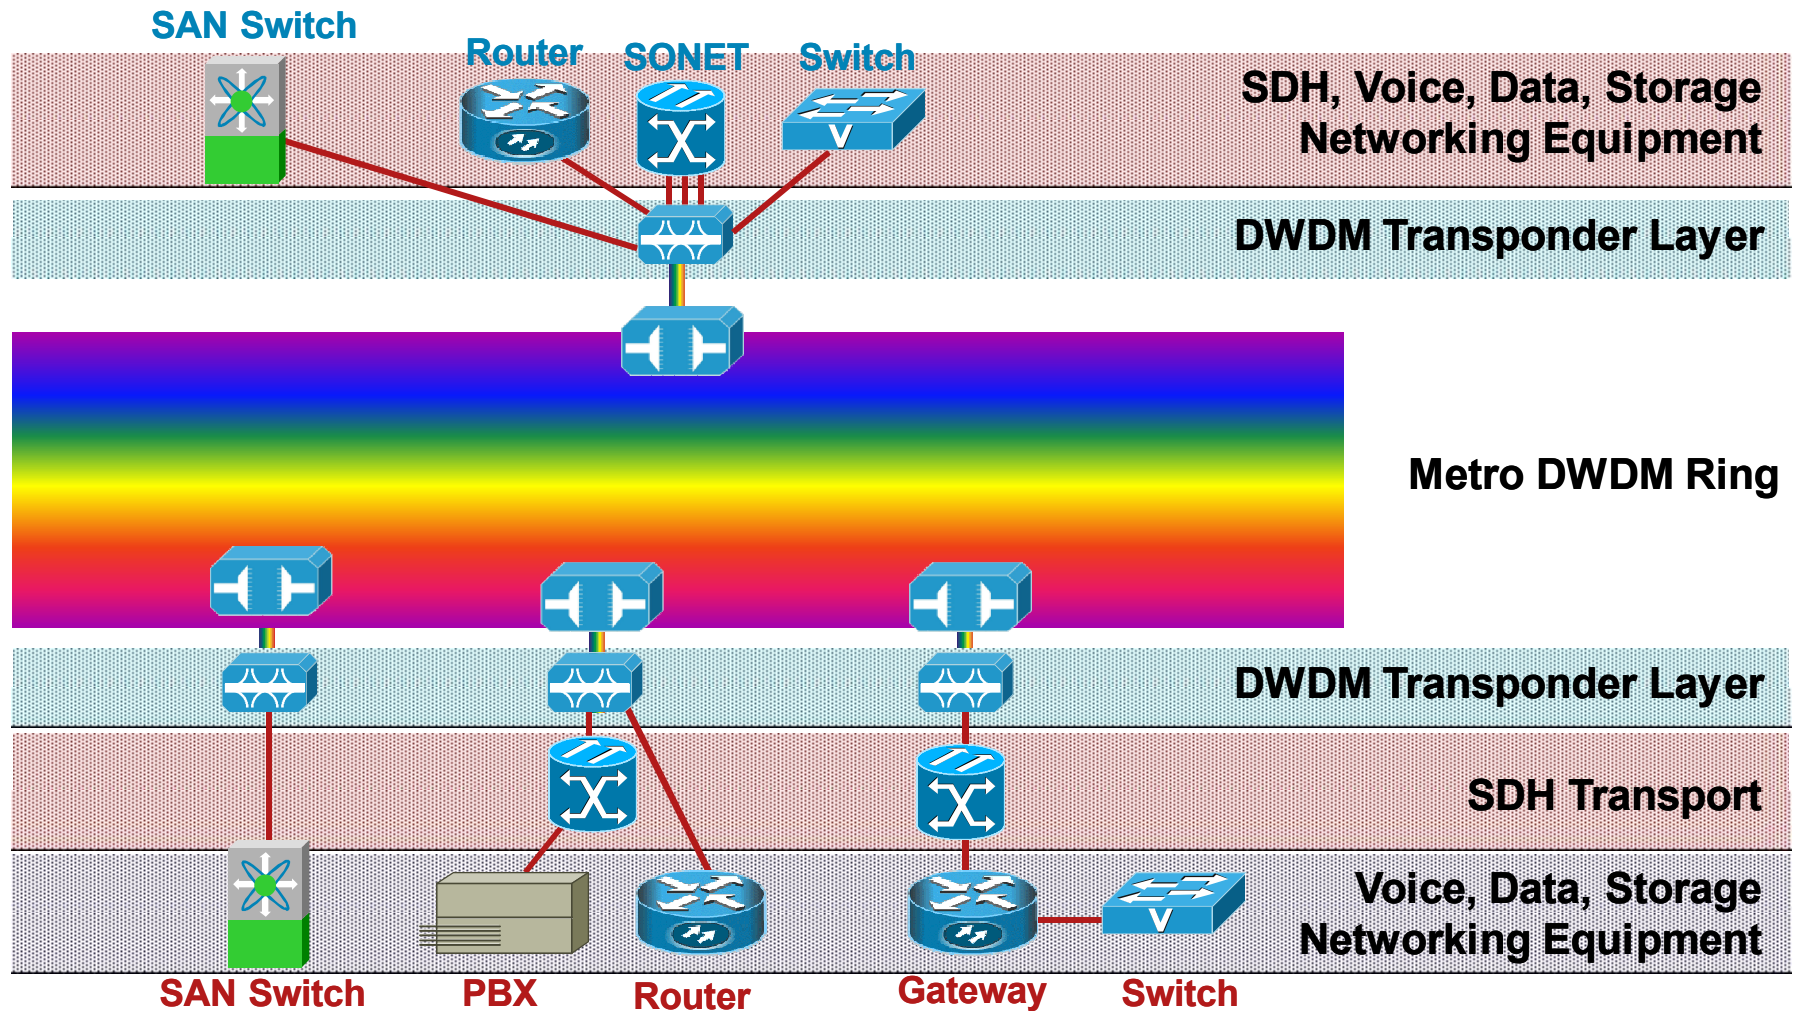 SAN Switch
Router
SONET
Switch
SDH, Voice, Data, Storage
Networking Equipment
V
DWDM Transponder Layer
Metro DWDM Ring
DWDM Transponder Layer
SDH Transport
Voice, Data, Storage
Networking Equipment
V
SAN Switch
PBX
Router
Gateway
Switch